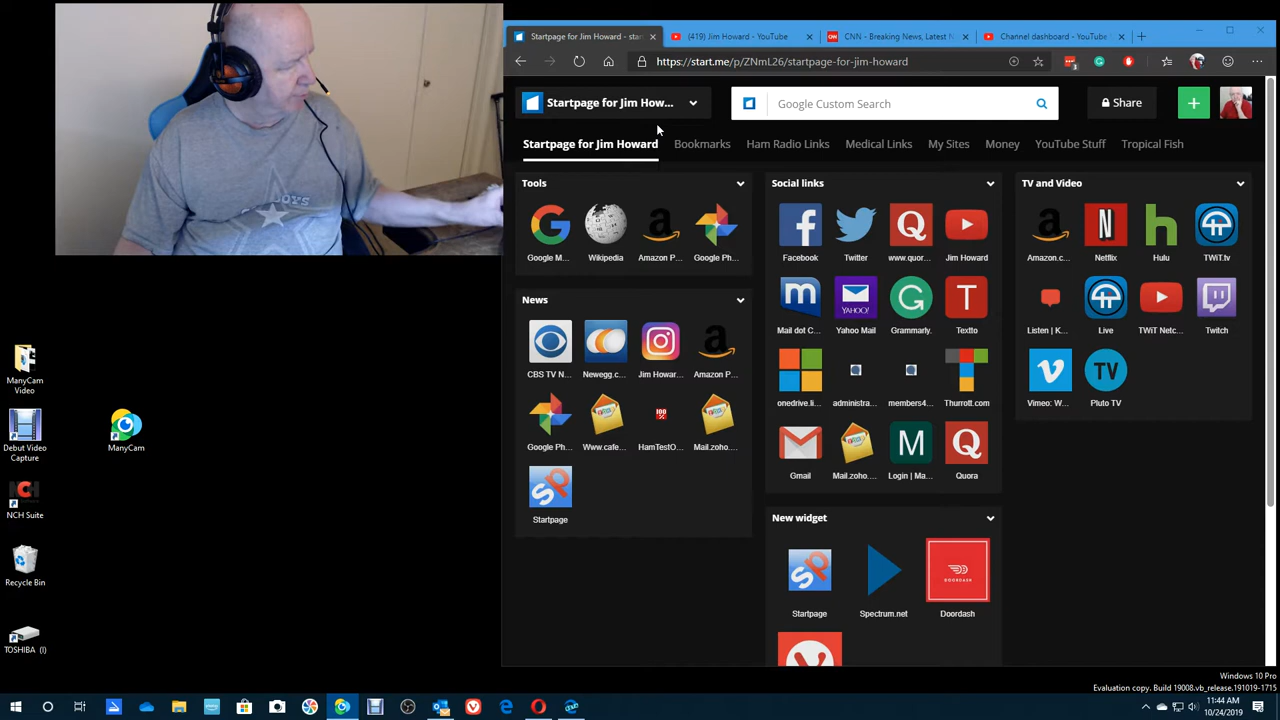 Startpage for Jim Howard - star
(419) Jim Howard - YouTube
CNN - Breaking News, Latest N
Channel dashboard - YouTube
https://start.me/p/ZNmL26/startpage-for-jim-howard
Startpage for Jim How...
Google Custom Search
Share
Startpage for Jim Howard
Bookmarks
Ham Radio Links
Medical Links
My Sites
Money
YouTube Stuff
Tropical Fish
Tools
Google M...
Wikipedia
Amazon P...
Google Ph...
News
CBS TV N...
Newegg.c...
Jim Howar...
Amazon P...
Google Ph...
Www.cafe...
HamTestO...
Mail.zoho....
Startpage
Social links
Facebook
Twitter
www.quor...
Jim Howard
Mail dot C...
Yahoo Mail
Grammarly.
Textto
onedrive.li...
administra...
members4...
Thurrott.com
Gmail
Mail.zoho....
Login | Ma...
Quora
New widget
Startpage
Spectrum.net
DOORDASH
Doordash
TV and Video
Amazon.c...
Netflix
Hulu
TWiT.tv
Listen | K...
Live
TWiT Netc...
Twitch
Vimeo: W...
Pluto TV
COWBOYS
ManyCam
Video
Debut Video
Capture
ManyCam
NCH Suite
Recycle Bin
TOSHIBA (I)
Windows 10 Pro
Evaluation copy. Build 19008.vb_release.191019-1715
11:44 AM
10/24/2019